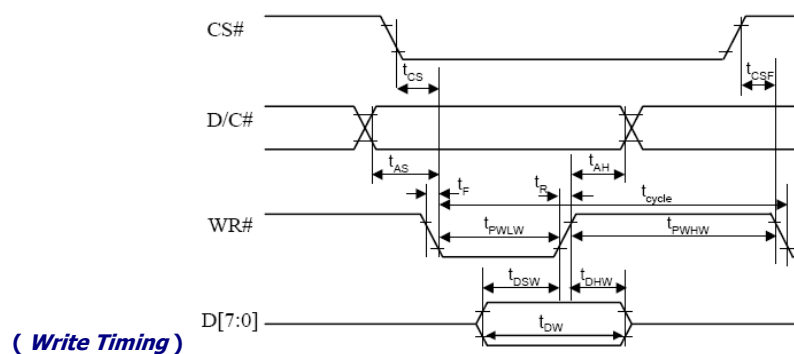 CS#
tCS
tCSF
D/C#
tAS
tF
tR
tAH
tcycle
WR#
tPWLW
tPWHW
tDSW
tDHW
( Write Timing ) D[7:0]
tDW